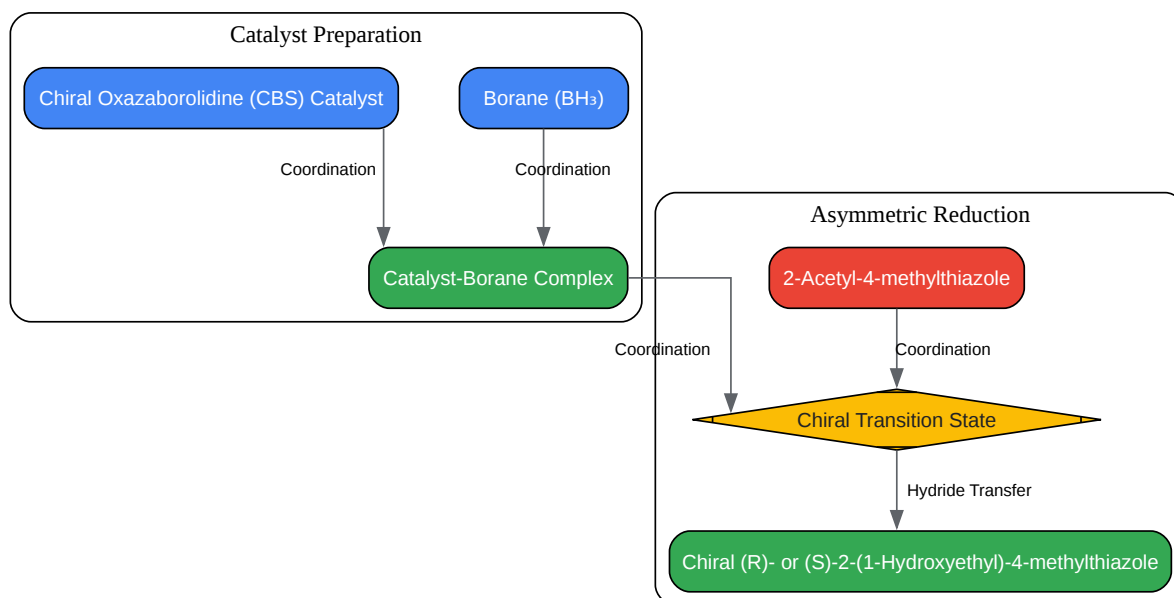 Catalyst Preparation
Chiral Oxazaborolidine (CBS) Catalyst
Borane (BH₃)
Coordination
Coordination
Catalyst-Borane Complex
Asymmetric Reduction
2-Acetyl-4-methylthiazole
Coordination
Coordination
Chiral Transition State
Hydride Transfer
Chiral (R)- or (S)-2-(1-Hydroxyethyl)-4-methylthiazole